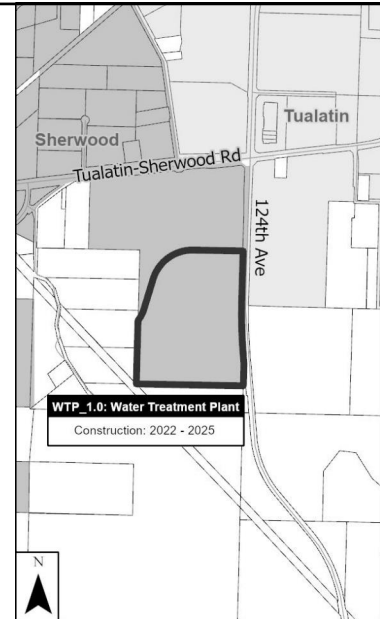 Sherwood
Tualatin
Tualatin-Sherwood Rd
124th Ave
WTP_1.0: Water Treatment Plant
Construction: 2022 - 2025
N